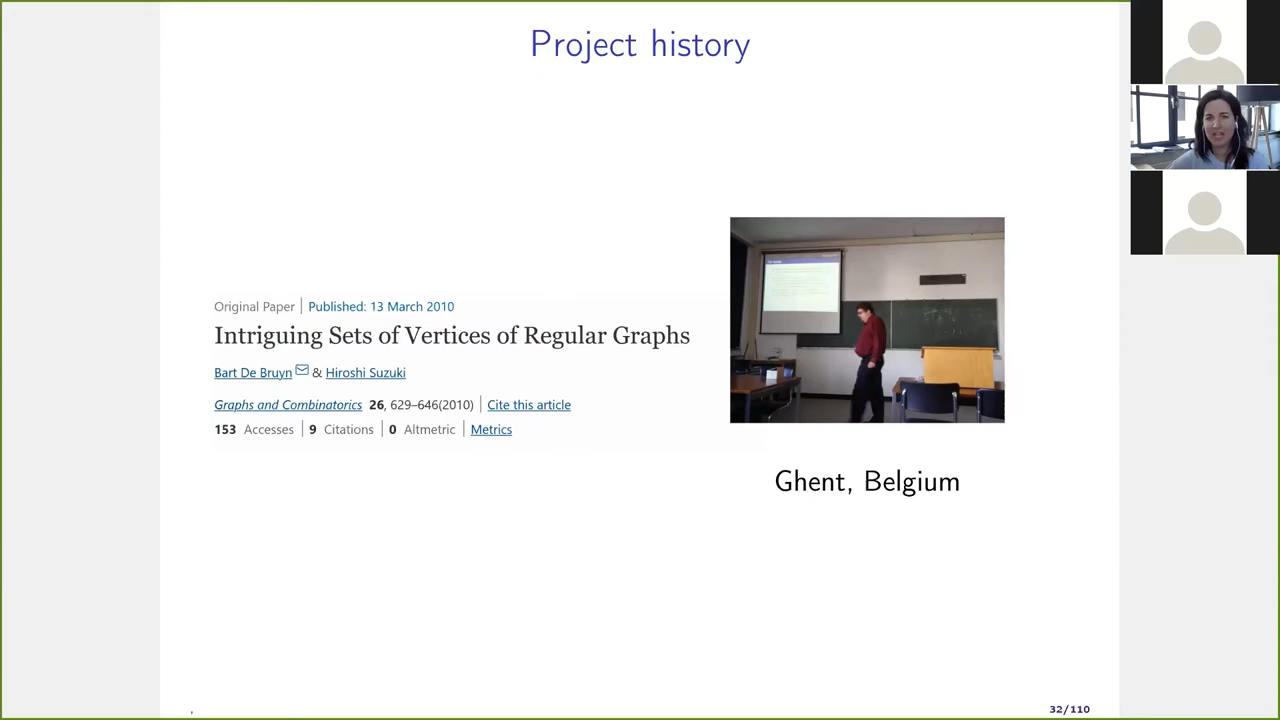 Project history
Original Paper | Published: 13 March 2010
Intriguing Sets of Vertices of Regular Graphs
Bart De Bruyn & Hiroshi Suzuki
Graphs and Combinatorics 26, 629–646(2010) | Cite this article
153 Accesses | 9 Citations | 0 Altmetric | Metrics
Ghent, Belgium
32/110